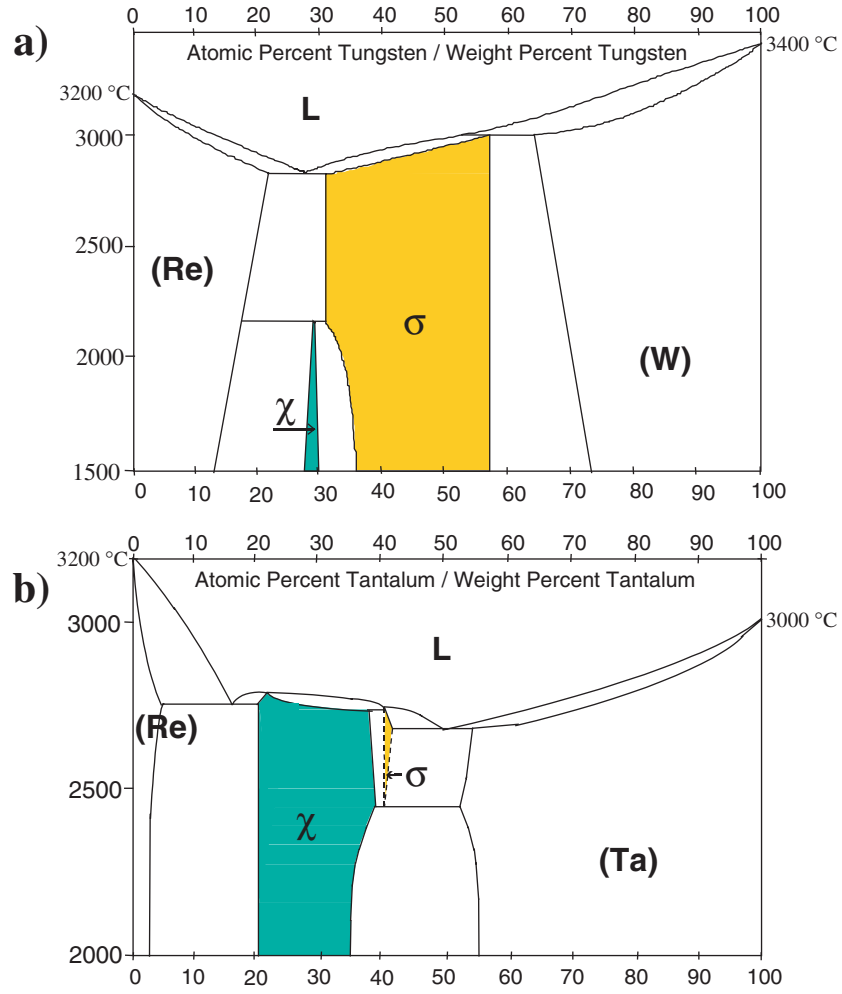 a)
0 10 20 30 40 50 60 70 80 90 100
Atomic Percent Tungsten / Weight Percent Tungsten
3400 °C
3200 °C
L
3000
2500
(Re)
σ
2000
(W)
χ
1500
0 10 20 30 40 50 60 70 80 90 100
b)
0 10 20 30 40 50 60 70 80 90 100
3200 °C
Atomic Percent Tantalum / Weight Percent Tantalum
3000
3000 °C
L
(Re)
σ
2500
χ
(Ta)
2000
0 10 20 30 40 50 60 70 80 90 100